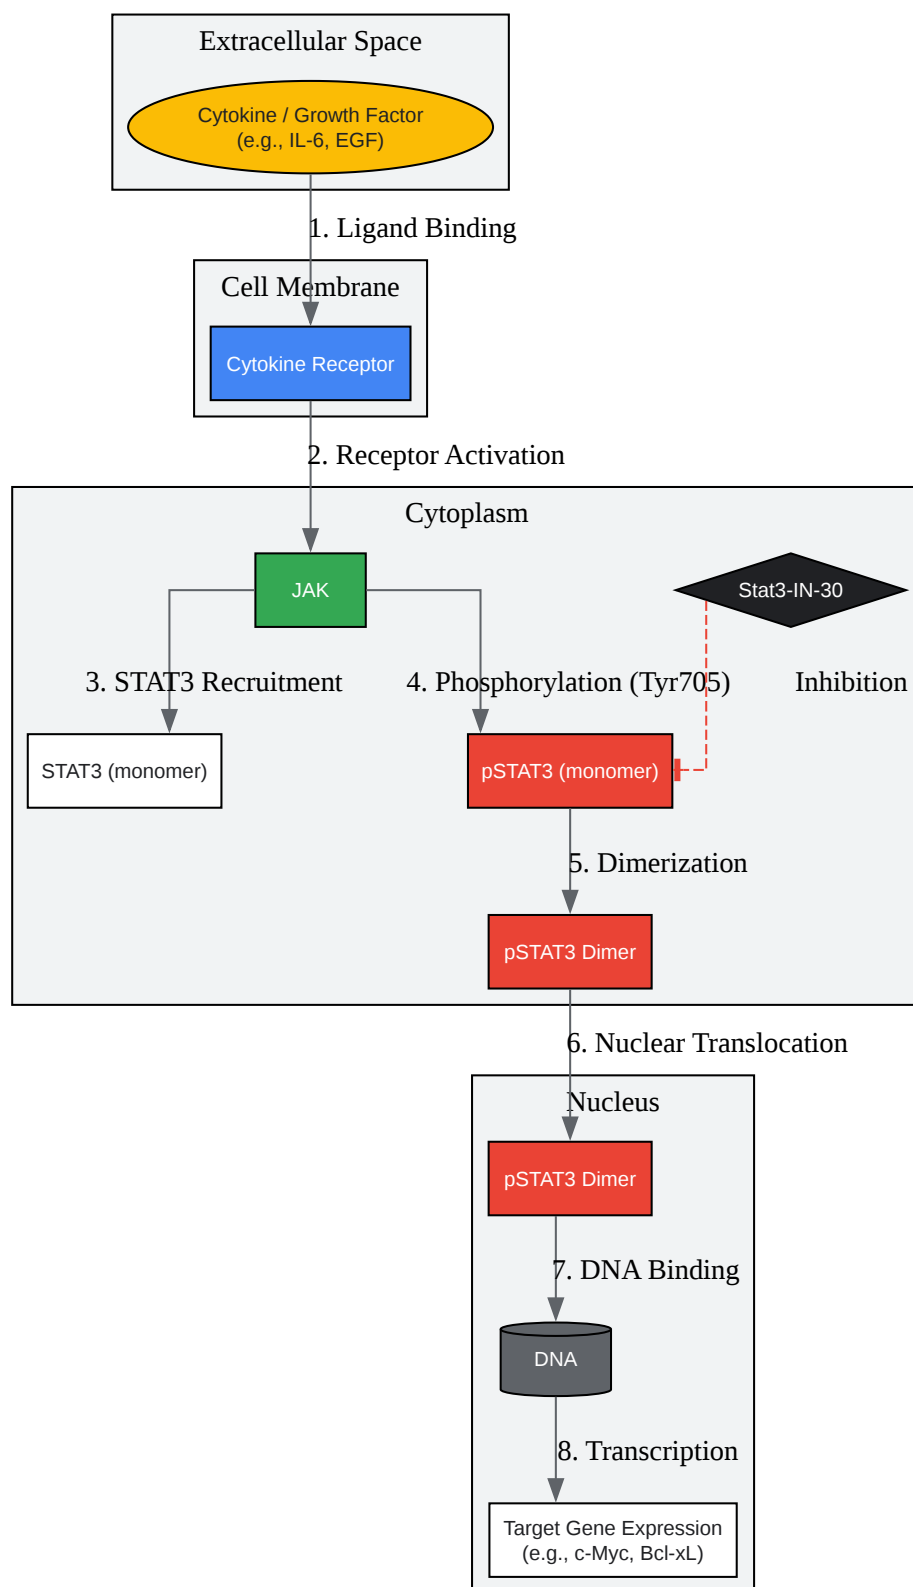 Extracellular Space
Cytokine / Growth Factor
(e.g., IL-6, EGF)
1. Ligand Binding
Cell Membrane
Cytokine Receptor
2. Receptor Activation
Cytoplasm
JAK
Stat3-IN-30
3. STAT3 Recruitment
4. Phosphorylation (Tyr705)
Inhibition
STAT3 (monomer)
pSTAT3 (monomer)
5. Dimerization
pSTAT3 Dimer
6. Nuclear Translocation
Nucleus
pSTAT3 Dimer
7. DNA Binding
DNA
8. Transcription
Target Gene Expression
(e.g., c-Myc, Bcl-xL)